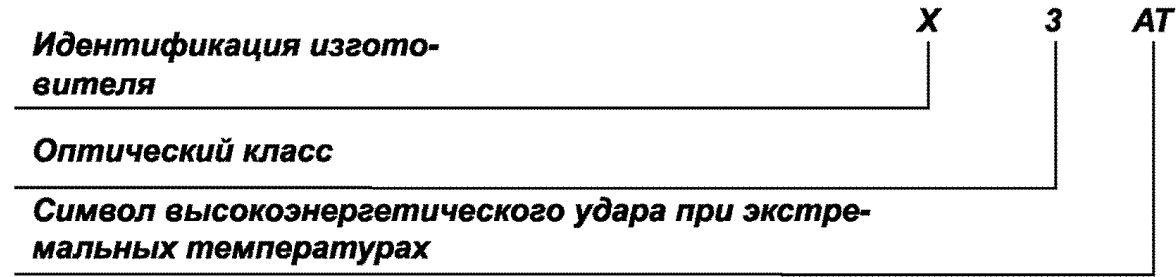 X 3 AT
Идентификация изгото-
вителя
Оптический класс
Символ высокоэнергетического удара при экстре-
мальных температурах